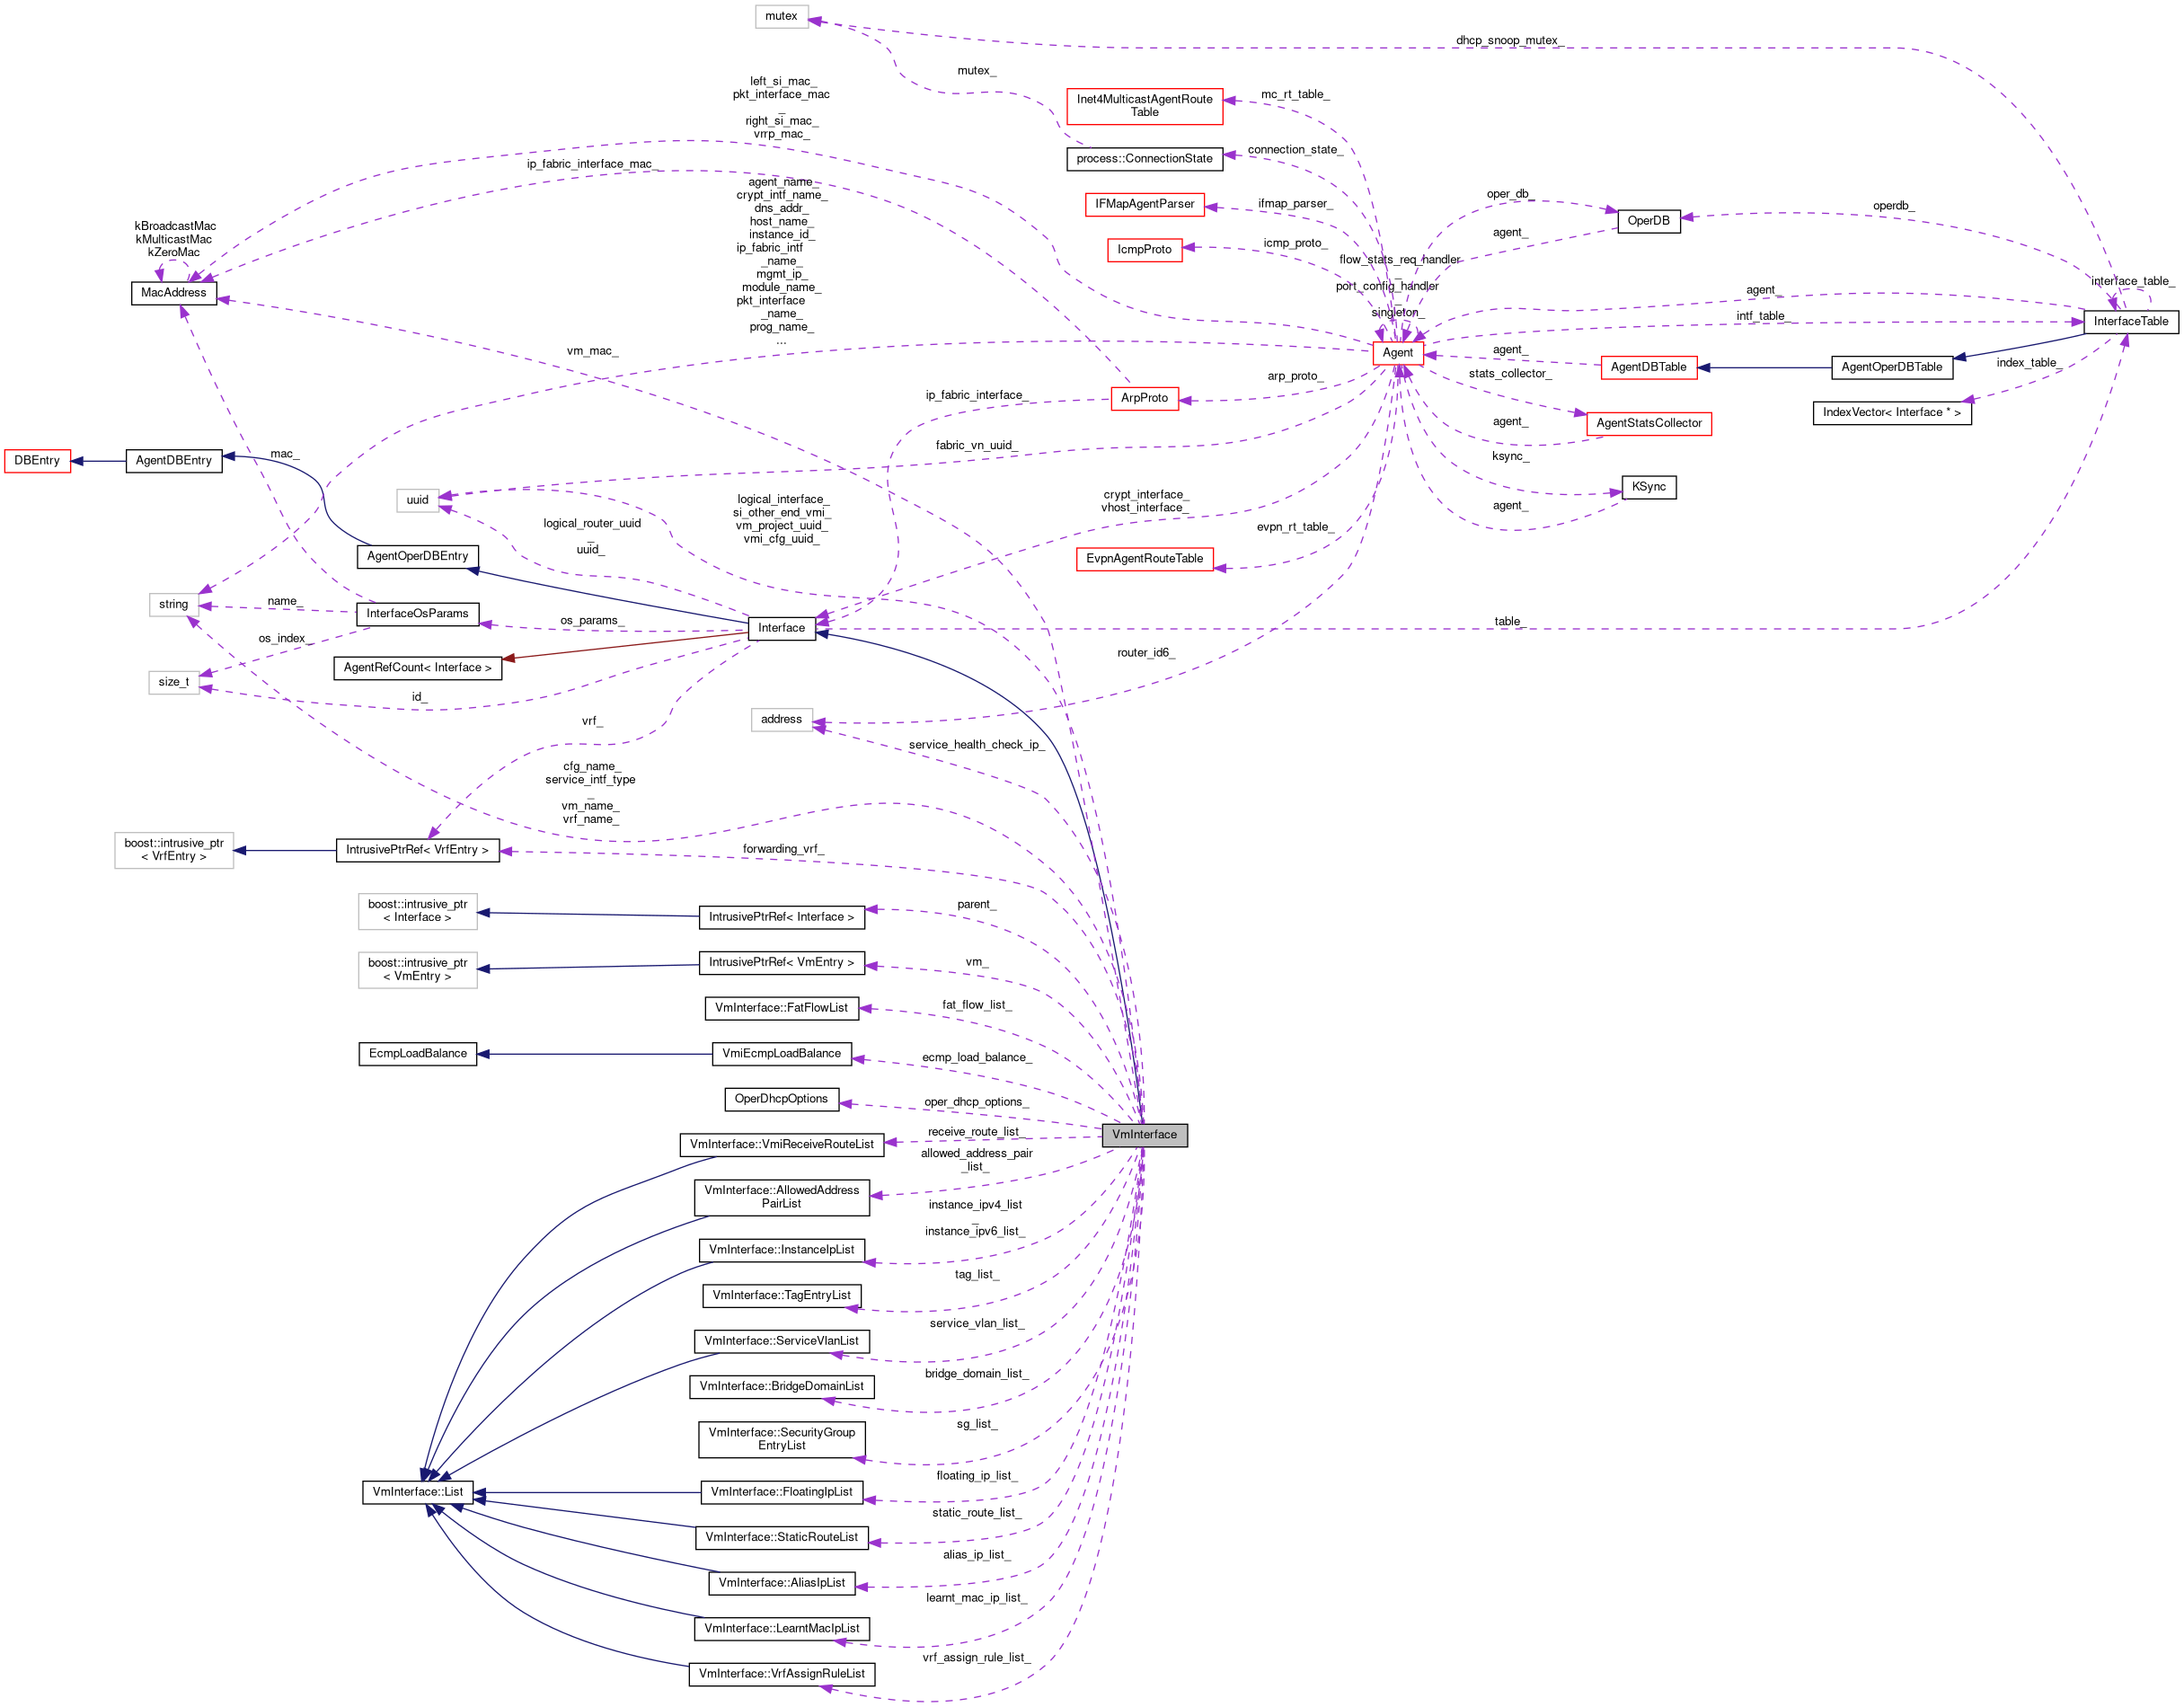 mutex
dhcp_snoop_mutex_
mutex_
left_si_mac_
pkt_interface_mac
_
right_si_mac_
vrrp_mac_
Inet4MulticastAgentRoute
Table
mc_rt_table_
process::ConnectionState
connection_state_
ip_fabric_interface_mac_
agent_name_
crypt_intf_name_
dns_addr_
host_name_
instance_id_
ip_fabric_intf
_name_
mgmt_ip_
module_name_
pkt_interface
_name_
prog_name_
...
IFMapAgentParser
ifmap_parser_
oper_db_
OperDB
operdb_
agent_
kBroadcastMac
kMulticastMac
kZeroMac
IcmpProto
icmp_proto_
flow_stats_req_handler
_
port_config_handler
_
singleton_
MacAddress
interface_table_
agent_
intf_table_
InterfaceTable
vm_mac_
Agent
agent_
AgentDBTable
AgentOperDBTable
index_table_
arp_proto_
stats_collector_
ip_fabric_interface_
ArpProto
IndexVector< Interface * >
agent_
AgentStatsCollector
mac_
fabric_vn_uuid_
ksync_
DBEntry
AgentDBEntry
uuid
logical_interface_
si_other_end_vmi_
vm_project_uuid_
vmi_cfg_uuid_
crypt_interface_
vhost_interface_
KSync
agent_
logical_router_uuid
_
uuid_
evpn_rt_table_
AgentOperDBEntry
EvpnAgentRouteTable
string
name_
InterfaceOsParams
os_params_
Interface
table_
os_index_
AgentRefCount< Interface >
router_id6_
size_t
id_
vrf_
address
service_health_check_ip_
cfg_name_
service_intf_type
_
vm_name_
vrf_name_
boost::intrusive_ptr
< VrfEntry >
IntrusivePtrRef< VrfEntry >
forwarding_vrf_
boost::intrusive_ptr
< Interface >
IntrusivePtrRef< Interface >
parent_
boost::intrusive_ptr
< VmEntry >
IntrusivePtrRef< VmEntry >
vm_
VmInterface::FatFlowList
fat_flow_list_
EcmpLoadBalance
VmiEcmpLoadBalance
ecmp_load_balance_
OperDhcpOptions
oper_dhcp_options_
VmInterface
VmInterface::VmiReceiveRouteList
receive_route_list_
allowed_address_pair
_list_
VmInterface::AllowedAddress
PairList
instance_ipv4_list
_
instance_ipv6_list_
VmInterface::InstanceIpList
tag_list_
VmInterface::TagEntryList
service_vlan_list_
VmInterface::ServiceVlanList
bridge_domain_list_
VmInterface::BridgeDomainList
sg_list_
VmInterface::SecurityGroup
EntryList
floating_ip_list_
VmInterface::List
VmInterface::FloatingIpList
static_route_list_
VmInterface::StaticRouteList
alias_ip_list_
VmInterface::AliasIpList
learnt_mac_ip_list_
VmInterface::LearntMacIpList
vrf_assign_rule_list_
VmInterface::VrfAssignRuleList